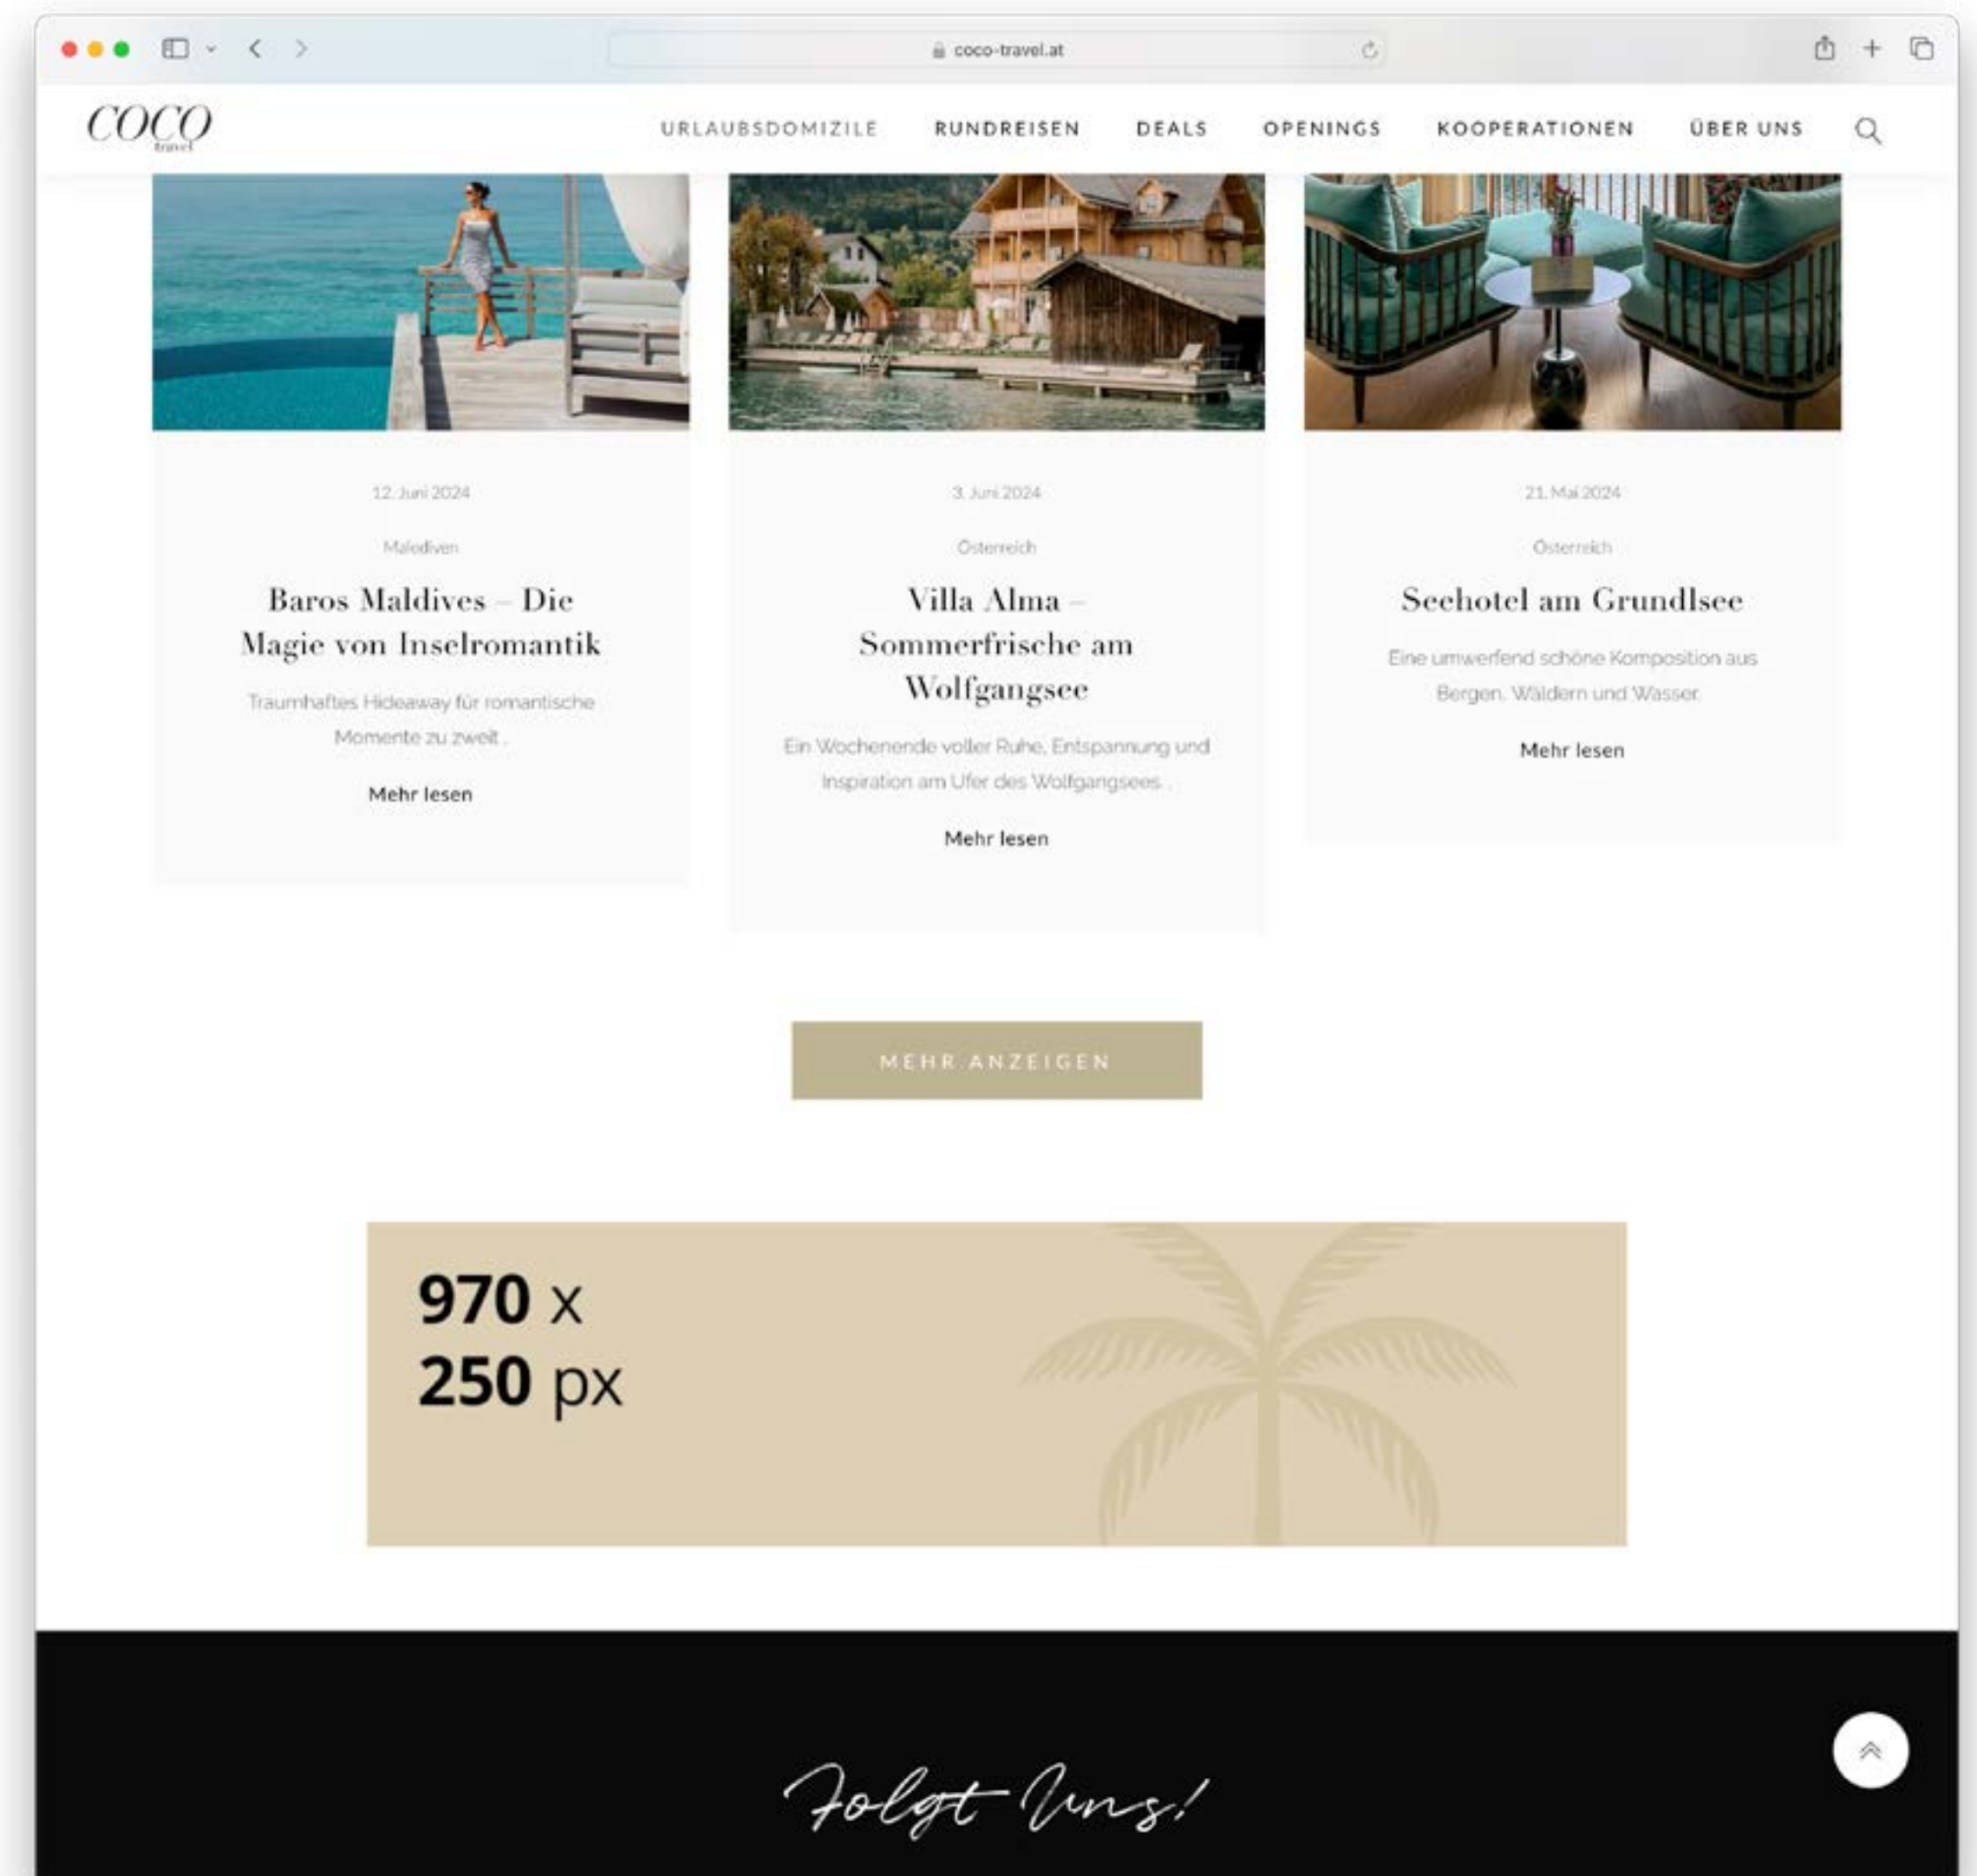 coco-travel.at
COCO
travel
URLAUBSDOMIZILE RUNDREISEN DEALS OPENINGS KOOPERATIONEN ÜBER UNS
12. Juni 2024
Malediven
Baros Maldives – Die
Magie von Inselromantik
Traumhaftes Hideaway für romantische
Momente zu zweit .
Mehr lesen
3. Juni 2024
Österreich
Villa Alma –
Sommerfrische am
Wolfgangsee
Ein Wochenende voller Ruhe, Entspannung und
Inspiration am Ufer des Wolfgangsees. .
Mehr lesen
21. Mai 2024
Österreich
Seehotel am Grundlsee
Eine umwerfend schöne Komposition aus
Bergen, Wäldern und Wasser.
Mehr lesen
MEHR ANZEIGEN
970 x
250 px
Folgt Uns!